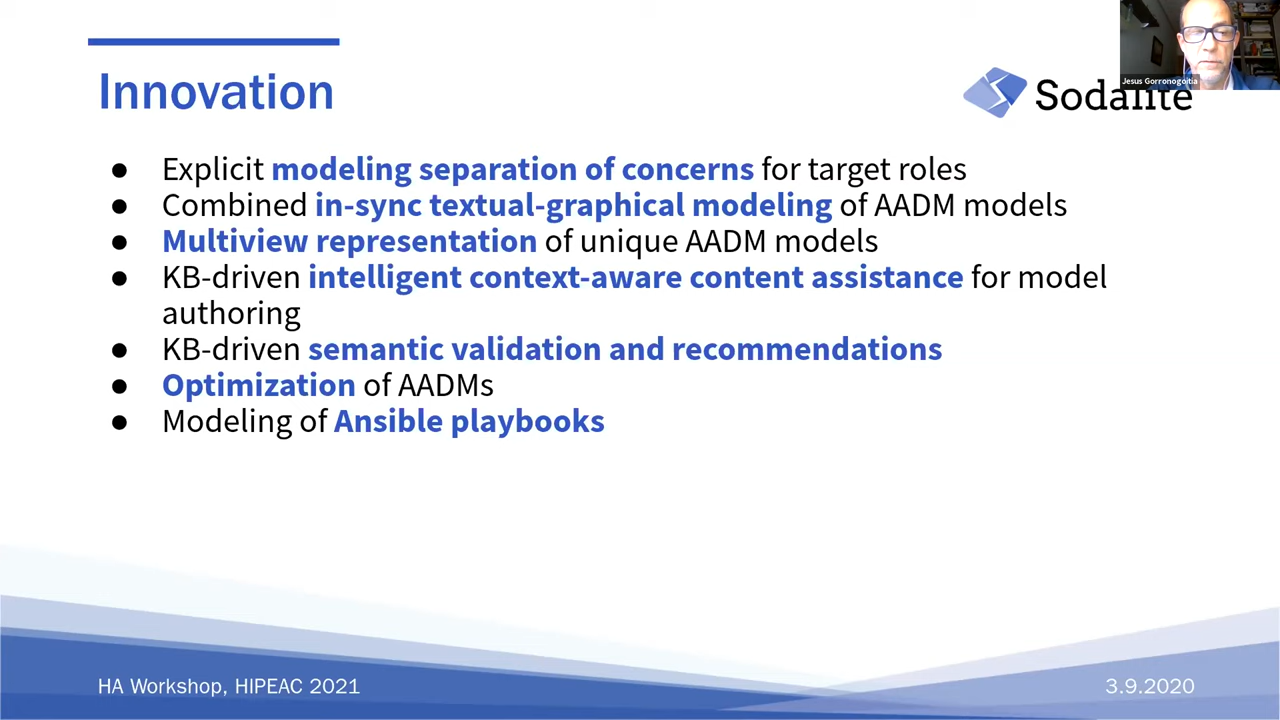 Innovation
Sodalite
Jesus Gorronogoitia
● Explicit modeling separation of concerns for target roles
● Combined in-sync textual-graphical modeling of AADM models
● Multiview representation of unique AADM models
● KB-driven intelligent context-aware content assistance for model
authoring
● KB-driven semantic validation and recommendations
● Optimization of AADMs
● Modeling of Ansible playbooks
HA Workshop, HIPEAC 2021
3.9.2020